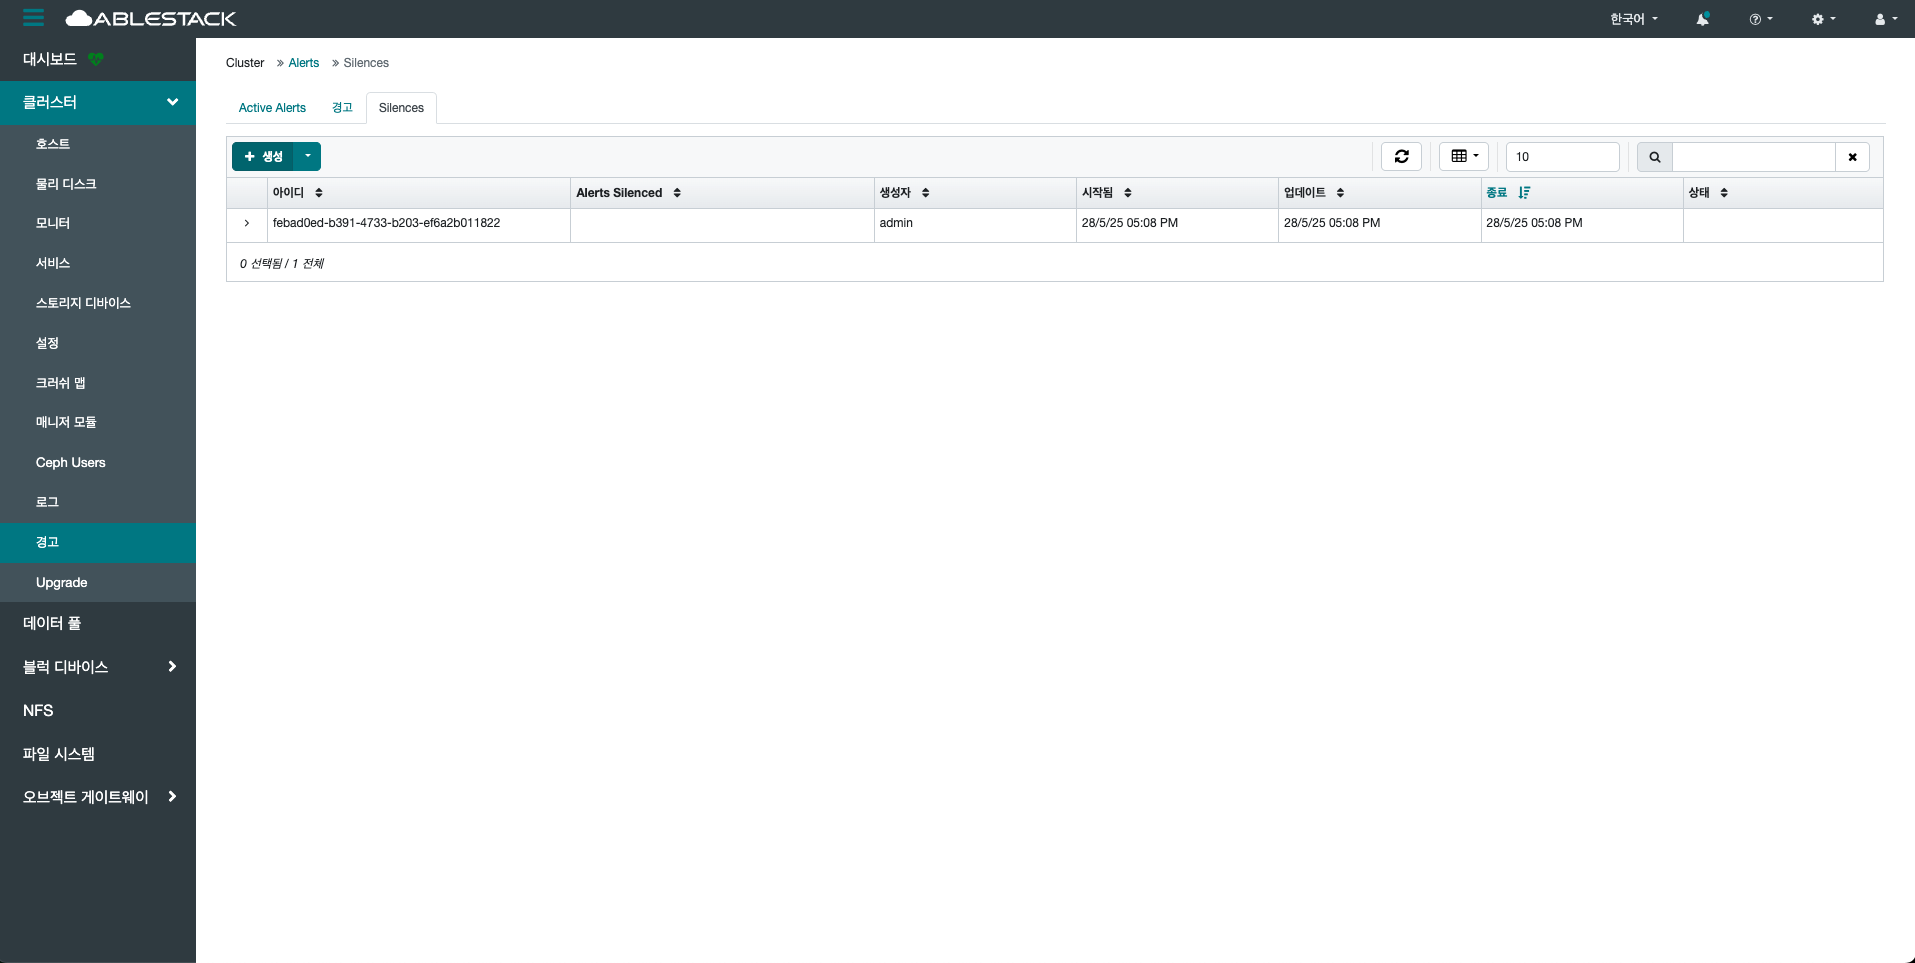 ABLESTACK
한국어
대시보드
클러스터
호스트
물리 디스크
모니터
서비스
스토리지 디바이스
설정
크러쉬 맵
매니저 모듈
Ceph Users
로그
경고
Upgrade
데이터 풀
블럭 디바이스
NFS
파일 시스템
오브젝트 게이트웨이
Cluster » Alerts » Silences
Active Alerts 경고 Silences
+ 생성 10
아이디 Alerts Silenced 생성자 시작됨 업데이트 종료 상태
febad0ed-b391-4733-b203-ef6a2b011822 admin 28/5/25 05:08 PM 28/5/25 05:08 PM 28/5/25 05:08 PM
0 선택됨 / 1 전체